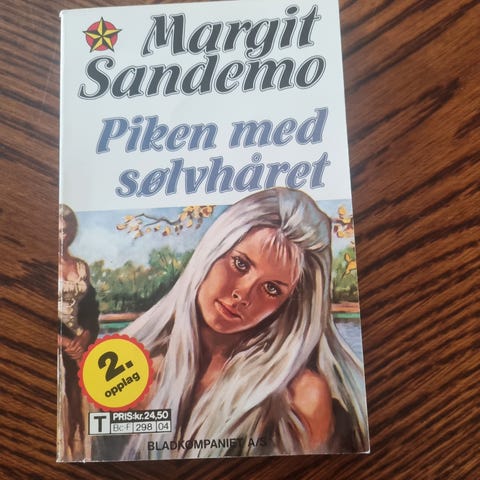 Margit
Sandemo
Piken med
sølvhåret
2.
opplag
T
PRIS:kr.24,50
Bc-F 298 04
BLADKOMPANIET A/S